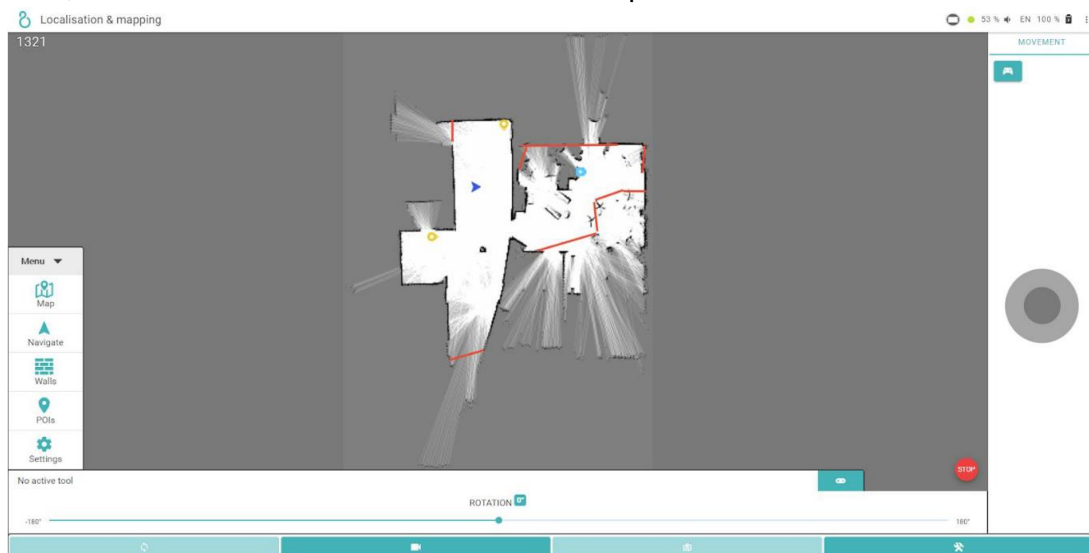 Localisation & mapping
53 % EN 100 %
1321
MOVEMENT
Menu
Map
Navigate
Walls
POIs
Settings
STOP
No active tool
ROTATION 0°
-180° 180°